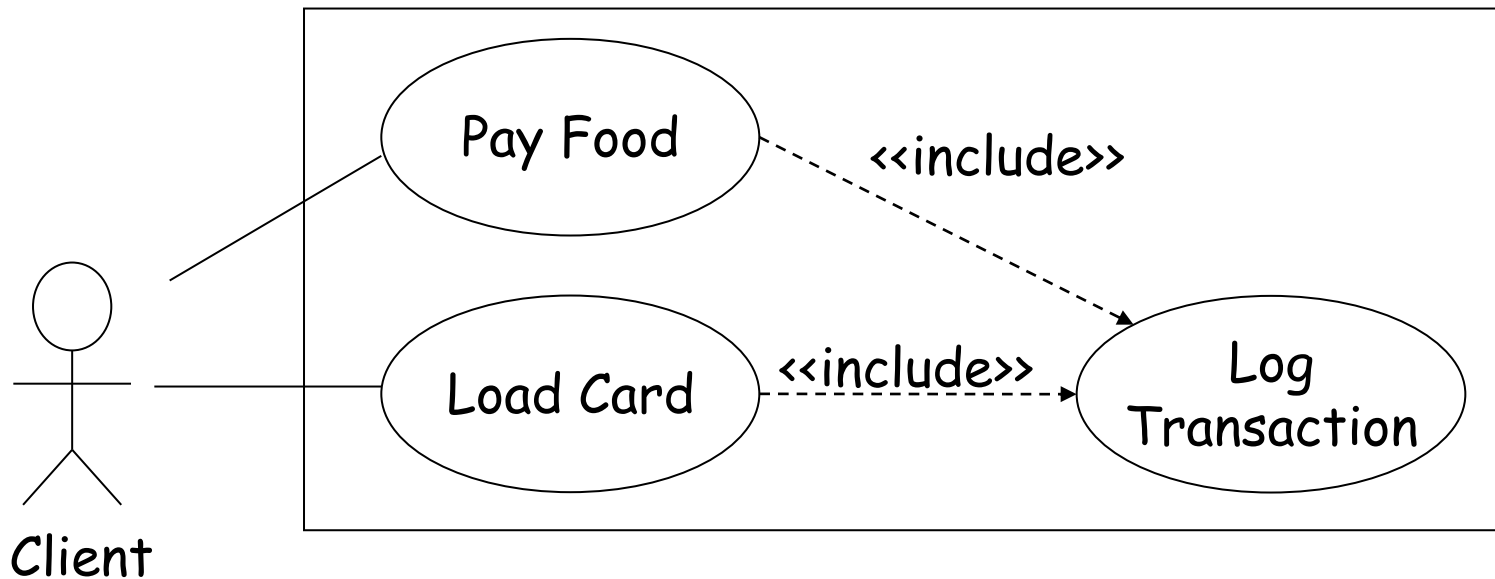 Pay Food
<<include>>
<<include>>
Load Card
Log
Transaction
Client